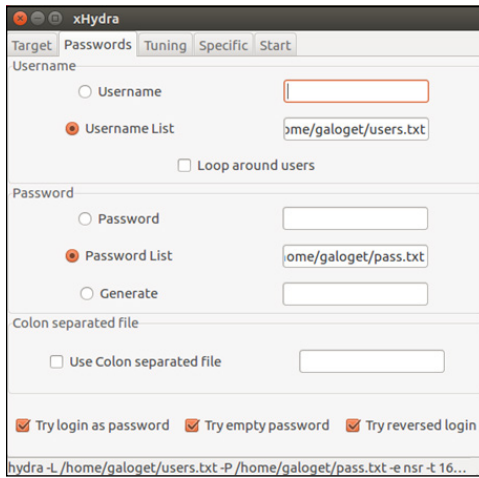 xHydra
Target Passwords Tuning Specific Start
Username
Username
Username List ome/galoget/users.txt
Loop around users
Password
Password
Password List ome/galoget/pass.txt
Generate
Colon separated file
Use Colon separated file
Try login as password Try empty password Try reversed login
hydra -L /home/galoget/users.txt -P /home/galoget/pass.txt -e nsr -t 16...